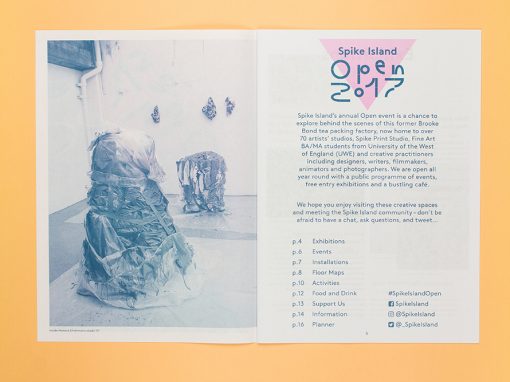 Spike Island
Open
2017
Spike Island's annual Open event is a chance to
explore behind the scenes of this former Brooke
Bond tea packing factory, now home to over
70 artists' studios, Spike Print Studio, Fine Art
BA/MA students from University of the West
of England (UWE) and creative practitioners
including designers, writers, filmmakers,
animators and photographers. We are open all
year round with a public programme of events,
free entry exhibitions and a bustling café.
We hope you enjoy visiting these creative spaces
and meeting the Spike Island community - don't be
afraid to have a chat, ask questions, and tweet...
p.4 Exhibitions
p.6 Events
p.7 Installations
p.8 Floor Maps
p.10 Activities
p.12 Food and Drink #SpikeIslandOpen
p.13 Support Us SpikeIsland
p.14 Information @SpikeIsland
p.16 Planner @_SpikeIsland